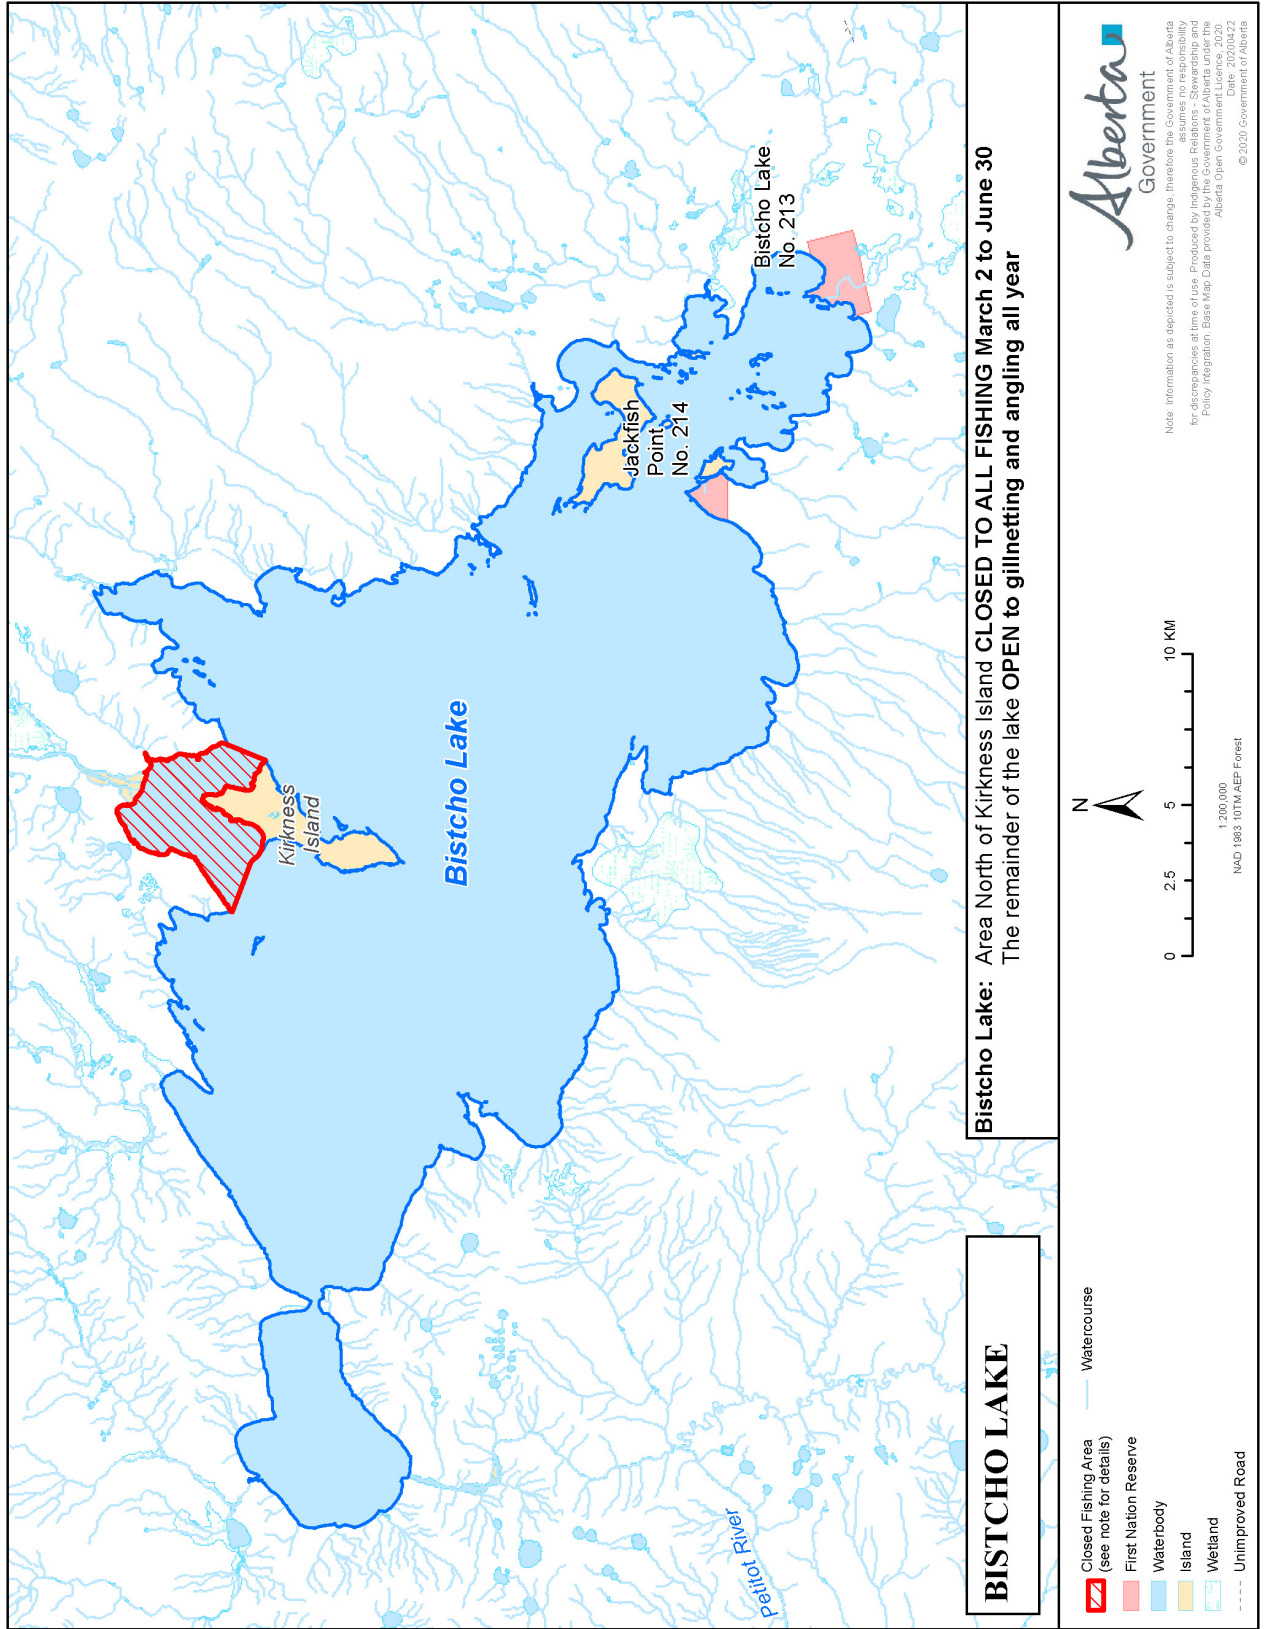 Bistcho Lake
Kirkness
Island
Jackfish
Point
No. 214
Bistcho Lake
No. 213
Petitot River
BISTCHO LAKE
Bistcho Lake: Area North of Kirkness Island CLOSED TO ALL FISHING March 2 to June 30
The remainder of the lake OPEN to gillnetting and angling all year
Closed Fishing Area
(see note for details)
First Nation Reserve
Waterbody
Island
Wetland
Unimproved Road
Watercourse
N
0 2.5 5 10 KM
1:200,000
NAD 1983 10TM AEP Forest
Alberta
Government
Note: Information as depicted is subject to change, therefore the Government of Alberta
assumes no responsibility
for discrepancies at time of use. Produced by Indigenous Relations - Stewardship and
Policy Integration. Base Map Data provided by the Government of Alberta under the
Alberta Open Government Licence, 2020.
Date: 20200422
© 2020 Government of Alberta